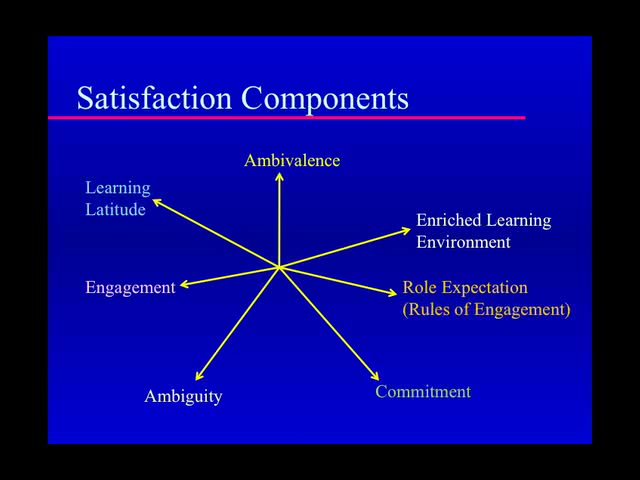 Satisfaction Components
Ambivalence
Learning
Latitude
Enriched Learning
Environment
Engagement
Role Expectation
(Rules of Engagement)
Ambiguity
Commitment